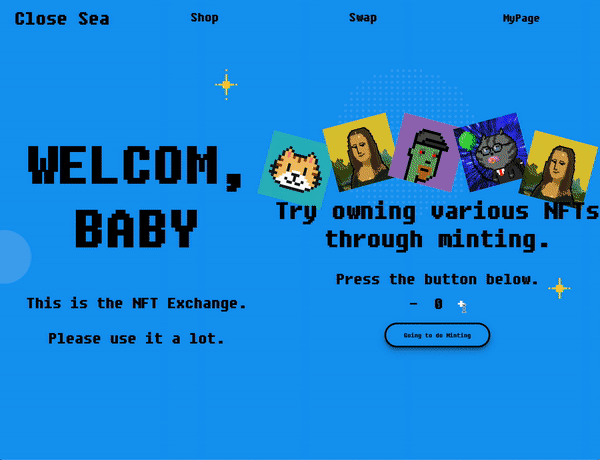 Close Sea
Shop
Swap
MyPage
WELCOM,
BABY
This is the NFT Exchange.
Please use it a lot.
Try owning various NFTs
through minting.
Press the button below.
- 0 +
Going to do Minting